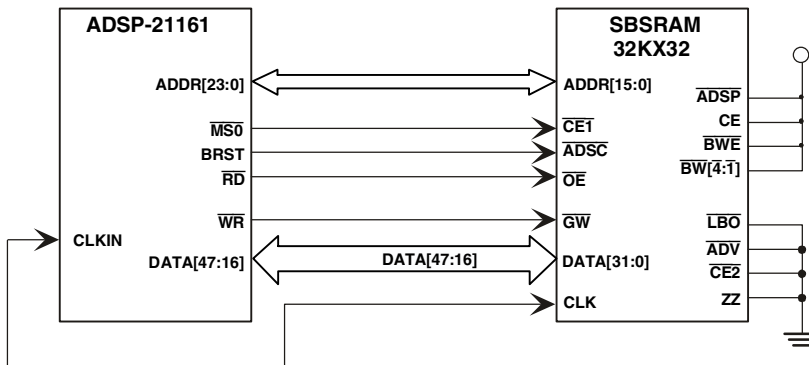 ADSP-21161
ADDR[23:0]
MS0
BRST
RD
WR
CLKIN
DATA[47:16]
DATA[47:16]
SBSRAM
32KX32
ADDR[15:0]
CE1
ADSC
OE
GW
DATA[31:0]
CLK
ADSP
CE
BWE
BW[4:1]
LBO
ADV
CE2
ZZ